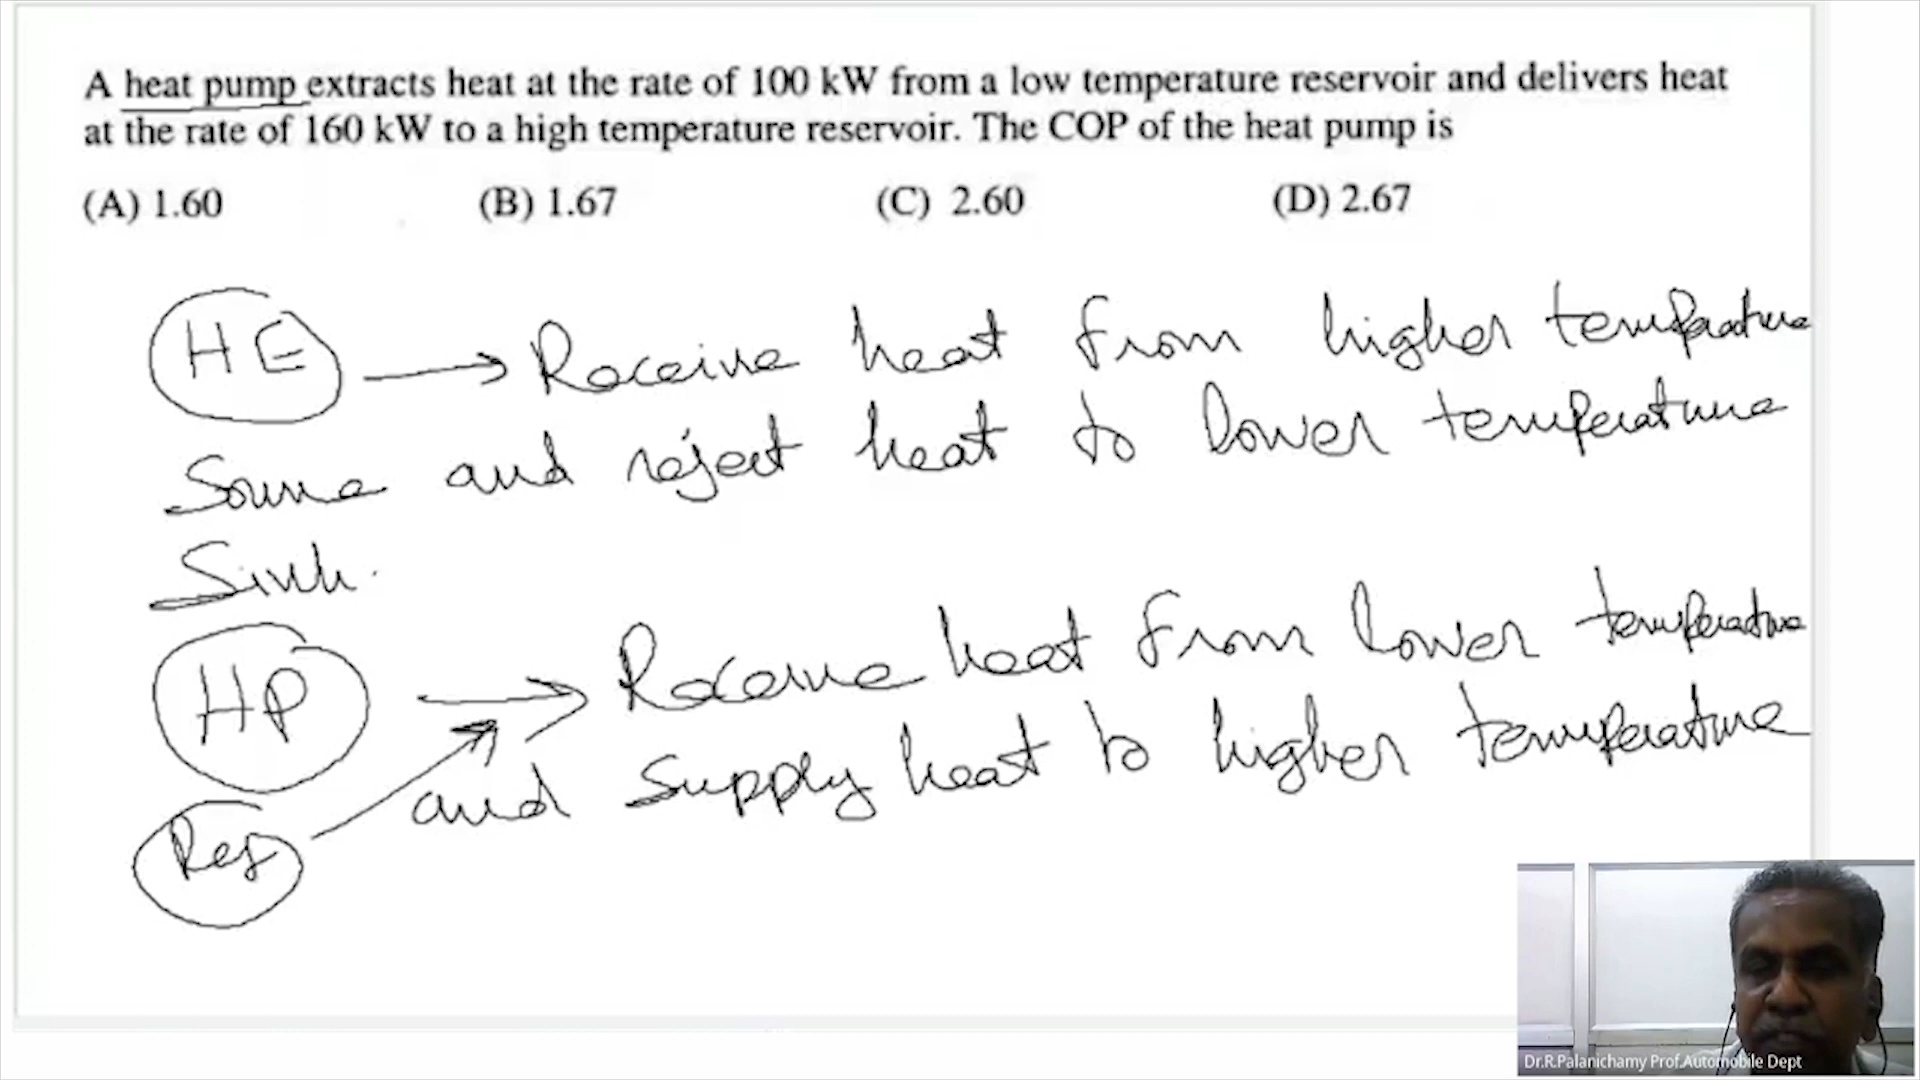 A heat pump extracts heat at the rate of 100 kW from a low temperature reservoir and delivers heat
at the rate of 160 kW to a high temperature reservoir. The COP of the heat pump is
(A) 1.60 (B) 1.67 (C) 2.60 (D) 2.67
HE → Receive heat from higher temperature
Source and reject heat to lower temperature
Sink.
HP → Receive heat from lower temperature
and supply heat to higher temperature
Ref
Dr.R.Palanichamy Prof.Automobile Dept